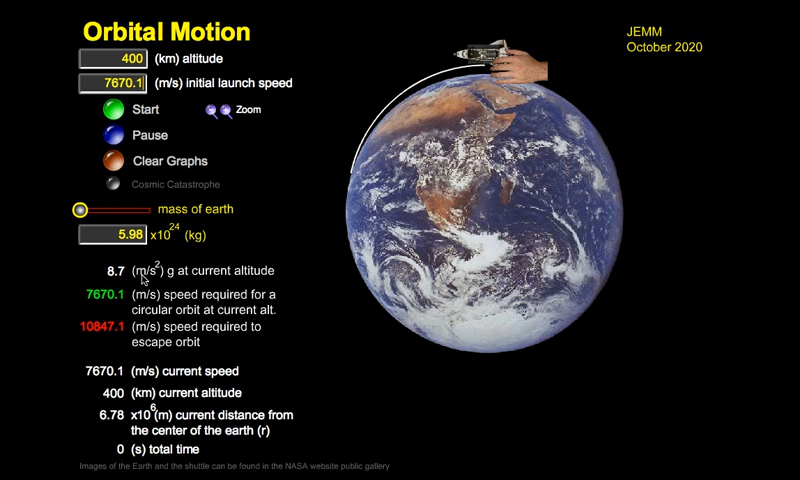 Orbital Motion
JEMM
October 2020
400 (km) altitude
7670.1 (m/s) initial launch speed
Start Zoom
Pause
Clear Graphs
Cosmic Catastrophe
mass of earth
5.98 x10^24 (kg)
8.7 (m/s^2) g at current altitude
7670.1 (m/s) speed required for a
circular orbit at current alt.
10847.1 (m/s) speed required to
escape orbit
7670.1 (m/s) current speed
400 (km) current altitude
6.78 x10^6(m) current distance from
the center of the earth (r)
0 (s) total time
Images of the Earth and the shuttle can be found in the NASA website public gallery